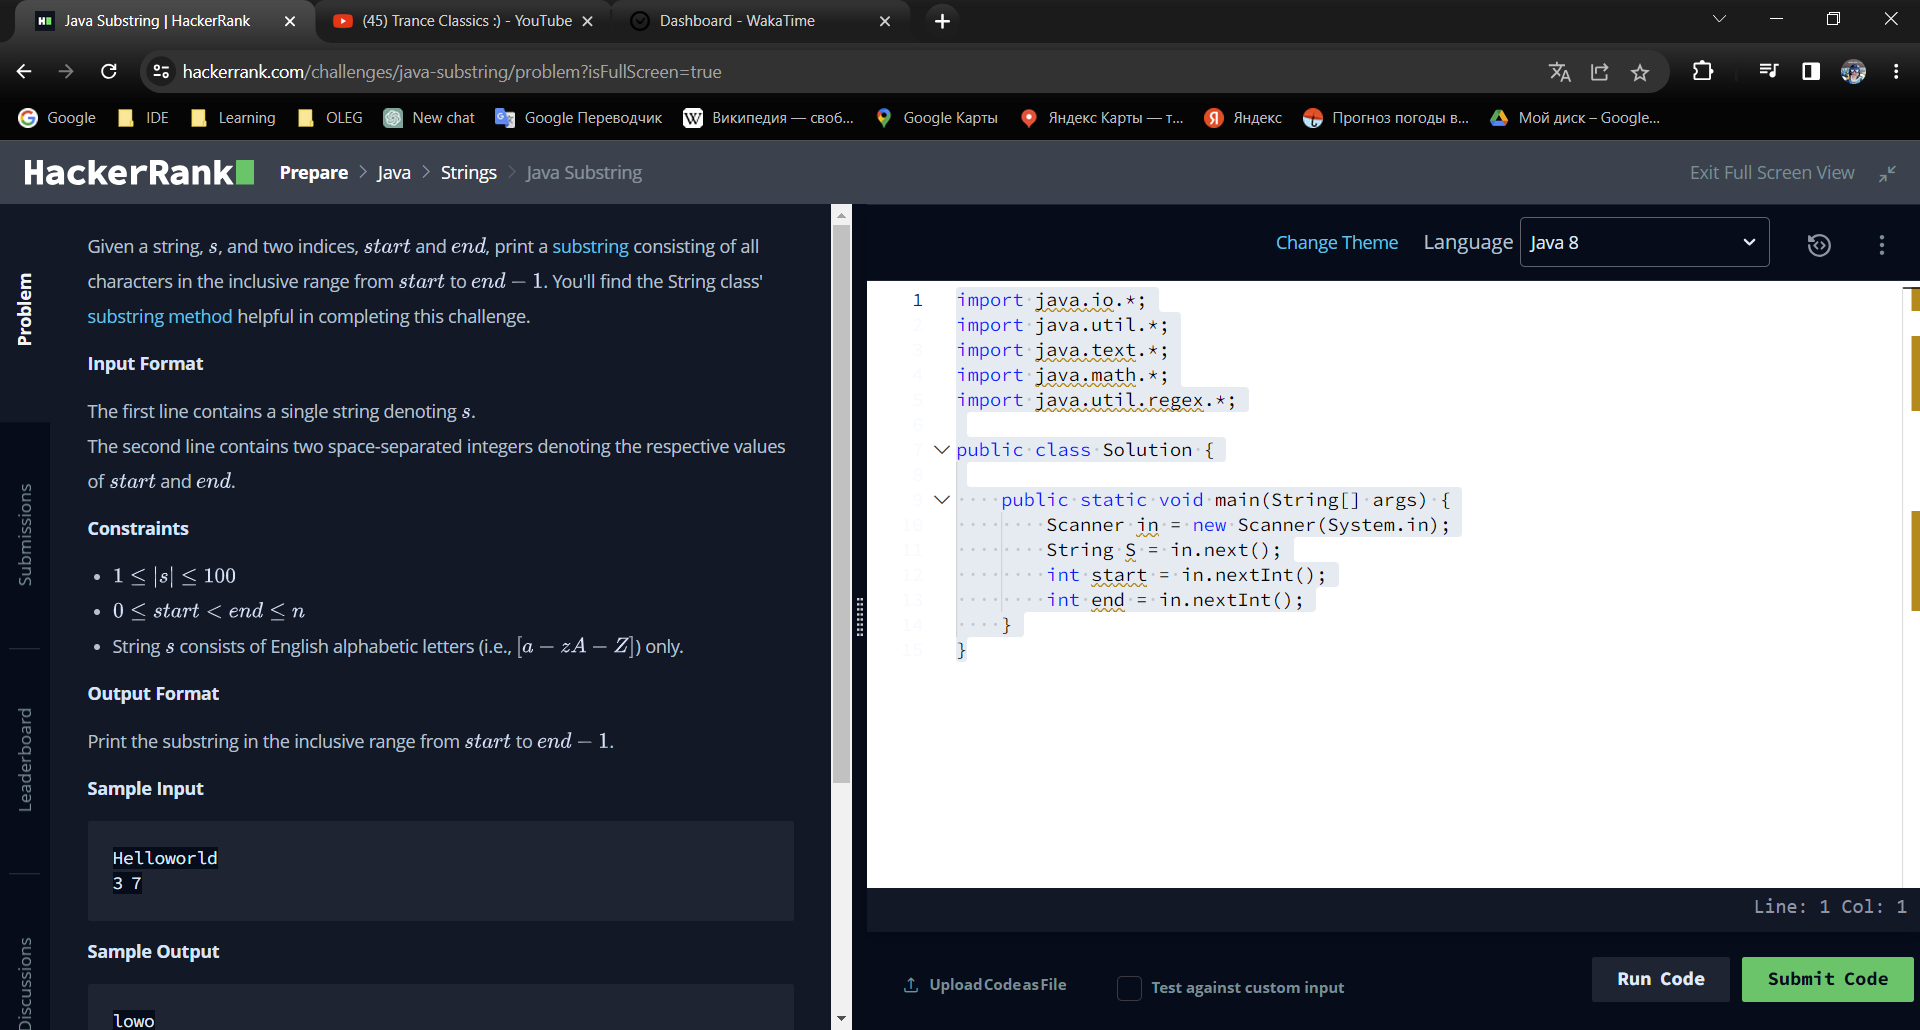 Java Substring | HackerRank
(45) Trance Classics :) - YouTube
Dashboard - WakaTime
hackerrank.com/challenges/java-substring/problem?isFullScreen=true
Google
IDE
Learning
OLEG
New chat
Google Переводчик
Википедия — своб...
Google Карты
Яндекс Карты — т...
Яндекс
Прогноз погоды в...
Мой диск – Google...
HackerRank
Prepare > Java > Strings > Java Substring
Exit Full Screen View
Problem
Submissions
Leaderboard
Discussions
Given a string, s, and two indices, start and end, print a substring consisting of all
characters in the inclusive range from start to end − 1. You'll find the String class'
substring method helpful in completing this challenge.
Input Format
The first line contains a single string denoting s.
The second line contains two space-separated integers denoting the respective values
of start and end.
Constraints
• 1 ≤ |s| ≤ 100
• 0 ≤ start < end ≤ n
• String s consists of English alphabetic letters (i.e., [a − zA − Z]) only.
Output Format
Print the substring in the inclusive range from start to end − 1.
Sample Input
Helloworld
3 7
Sample Output
lowo
Change Theme
Language
Java 8
1 import java.io.*;
2 import java.util.*;
3 import java.text.*;
4 import java.math.*;
5 import java.util.regex.*;
6
7 public class Solution {
8
9     public static void main(String[] args) {
10         Scanner in = new Scanner(System.in);
11         String S = in.next();
12         int start = in.nextInt();
13         int end = in.nextInt();
14     }
15 }
Line: 1 Col: 1
Upload Code as File
Test against custom input
Run Code
Submit Code